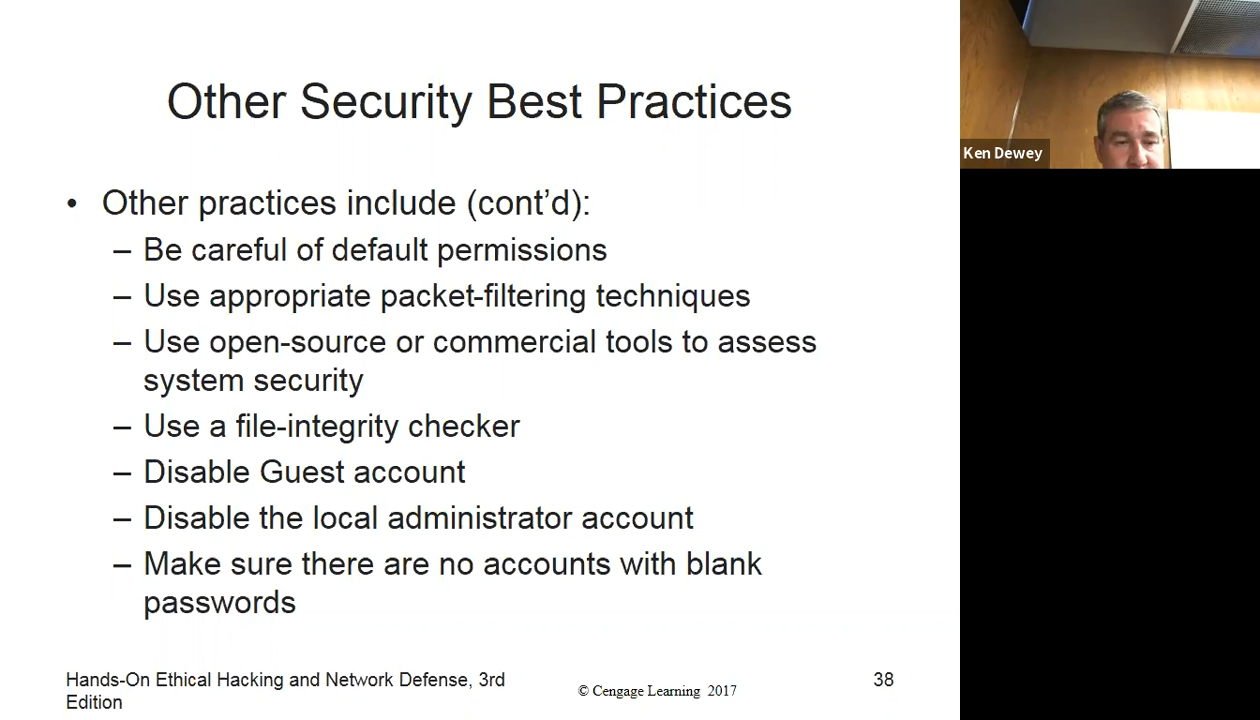 Other Security Best Practices
• Other practices include (cont’d):
– Be careful of default permissions
– Use appropriate packet-filtering techniques
– Use open-source or commercial tools to assess
system security
– Use a file-integrity checker
– Disable Guest account
– Disable the local administrator account
– Make sure there are no accounts with blank
passwords
Hands-On Ethical Hacking and Network Defense, 3rd
Edition
© Cengage Learning 2017
38
Ken Dewey